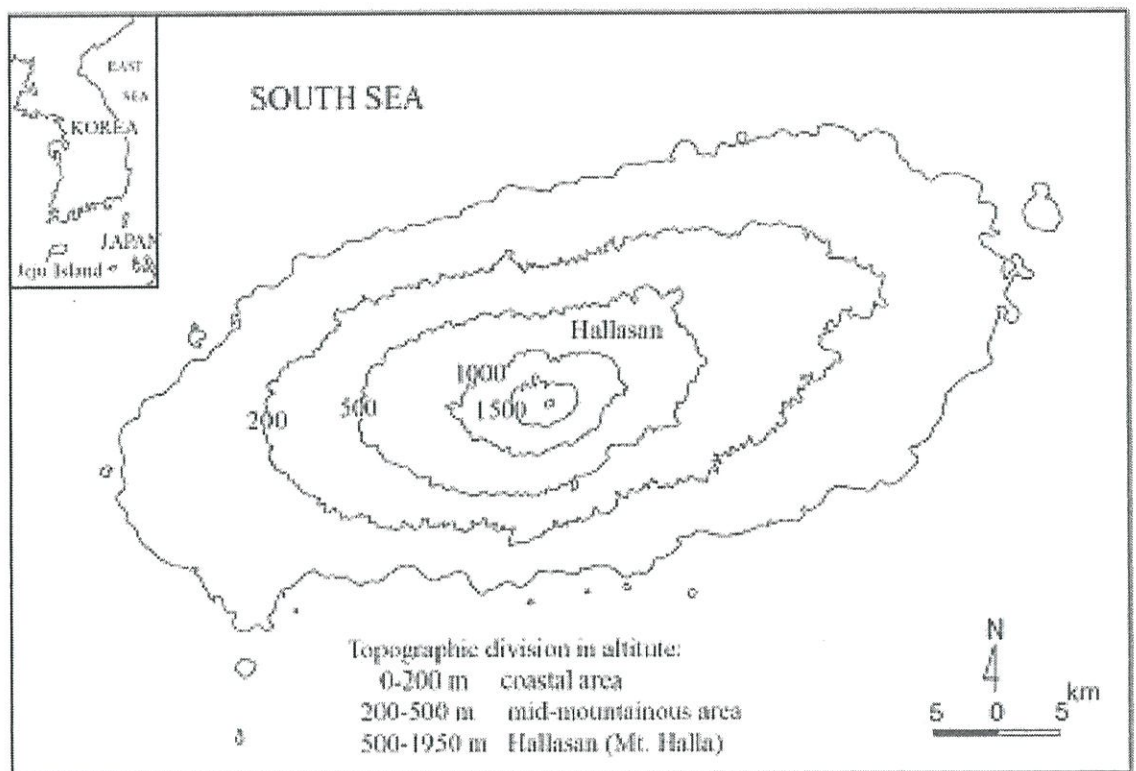 EAST
SEA
KOREA
JAPAN
Jeju Island
SOUTH SEA
Hallasan
1000
1500
500
200
Topographic division in altitute:
0-200 m coastal area
200-500 m mid-mountainous area
500-1950 m Hallasan (Mt. Halla)
N
km
5 0 5